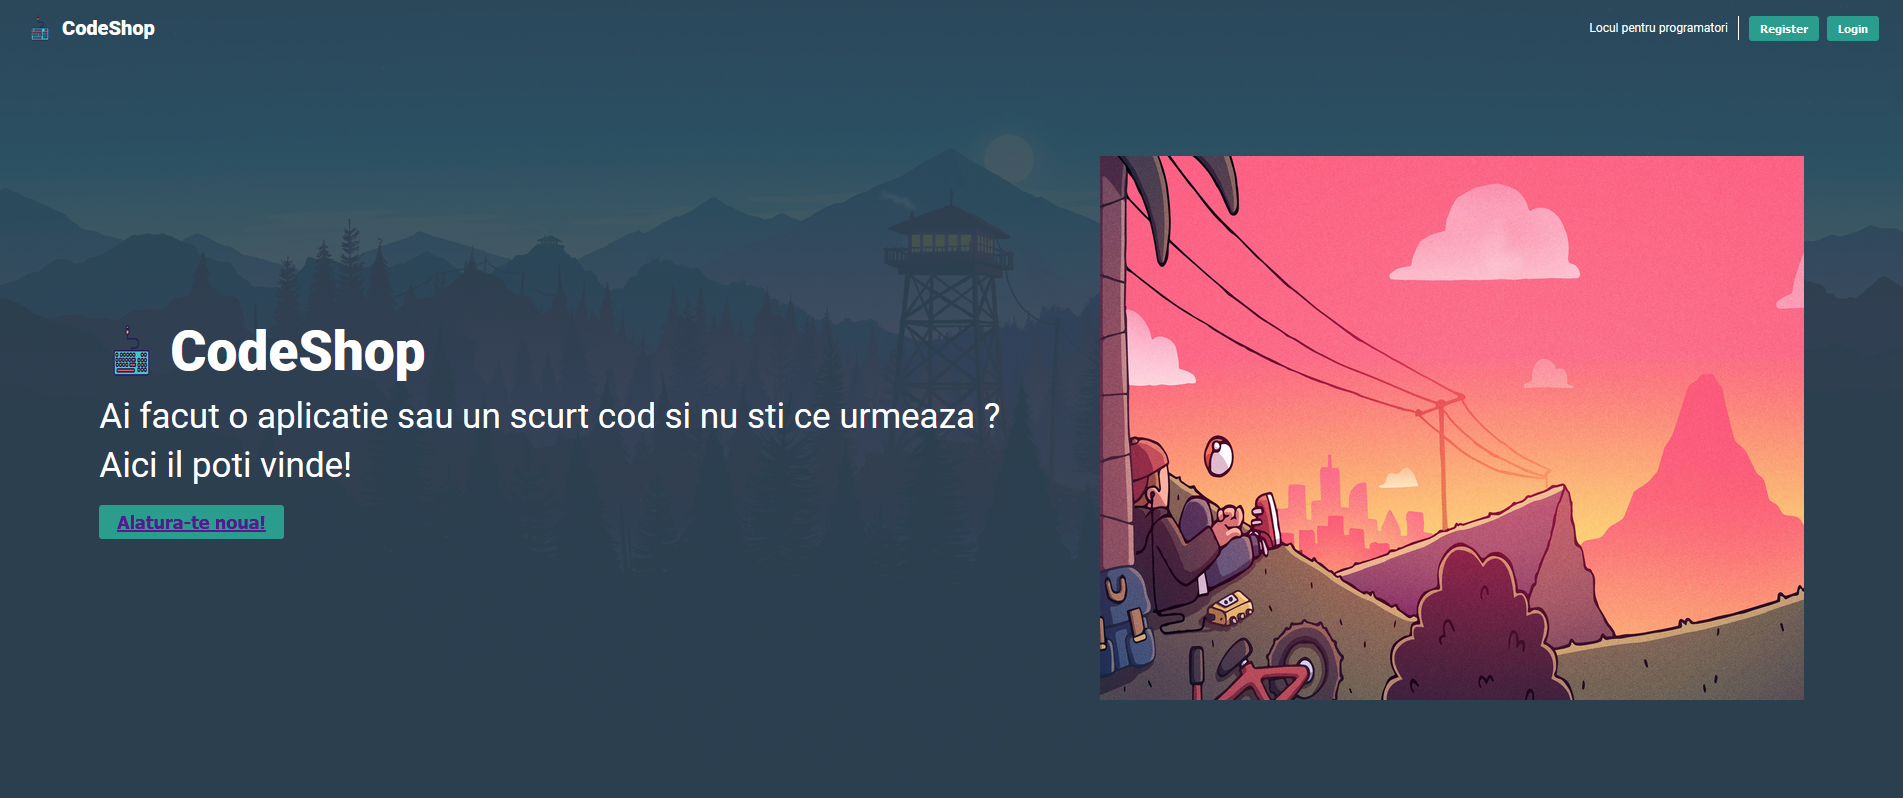 CodeShop
Locul pentru programatori
Register
Login
CodeShop
Ai facut o aplicatie sau un scurt cod si nu sti ce urmeaza ?
Aici il poti vinde!
Alatura-te noua!